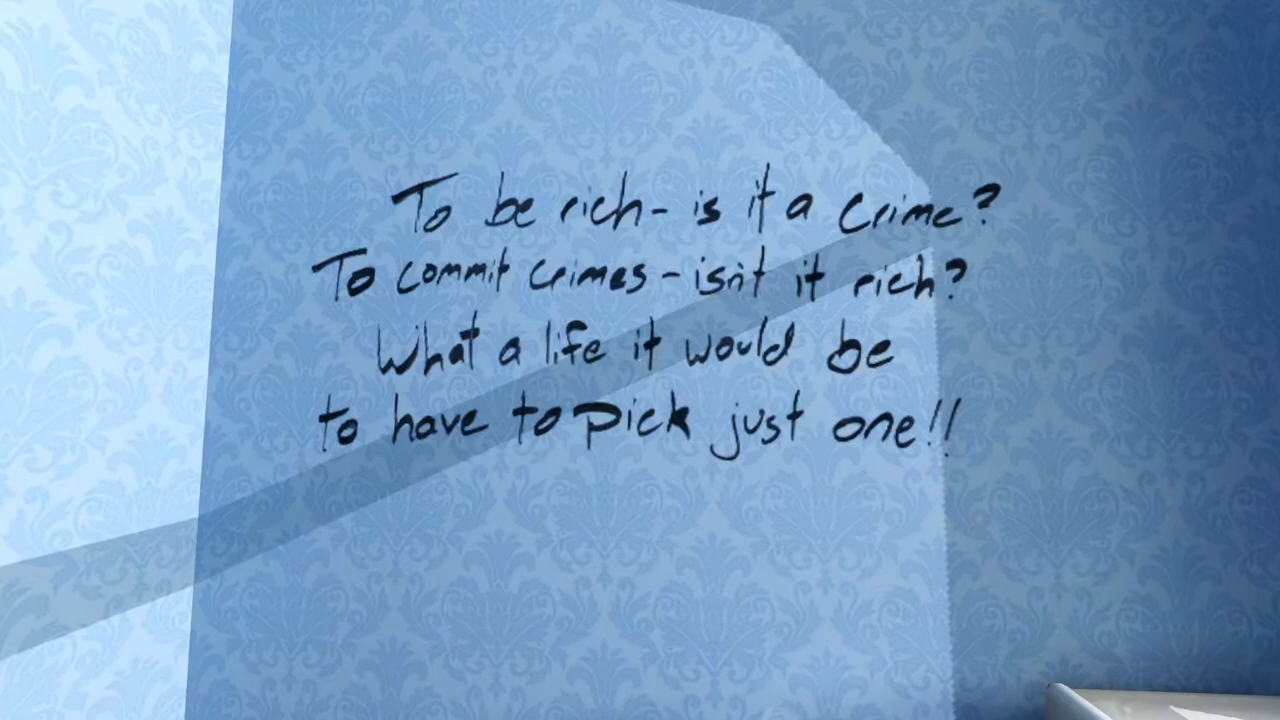 To be rich - is it a crime?
To commit crimes - isn't it rich?
What a life it would be
to have to pick just one!!